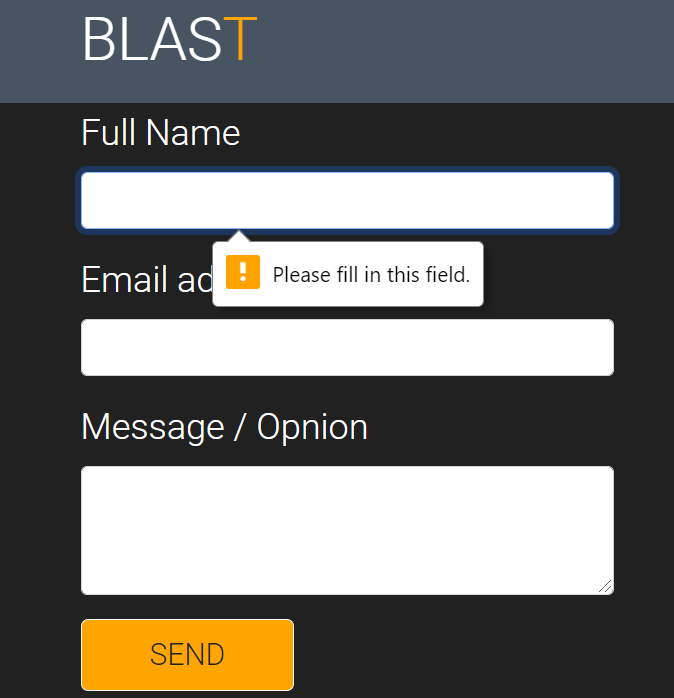 BLAST
Full Name
Please fill in this field.
Email ad
Message / Opnion
SEND